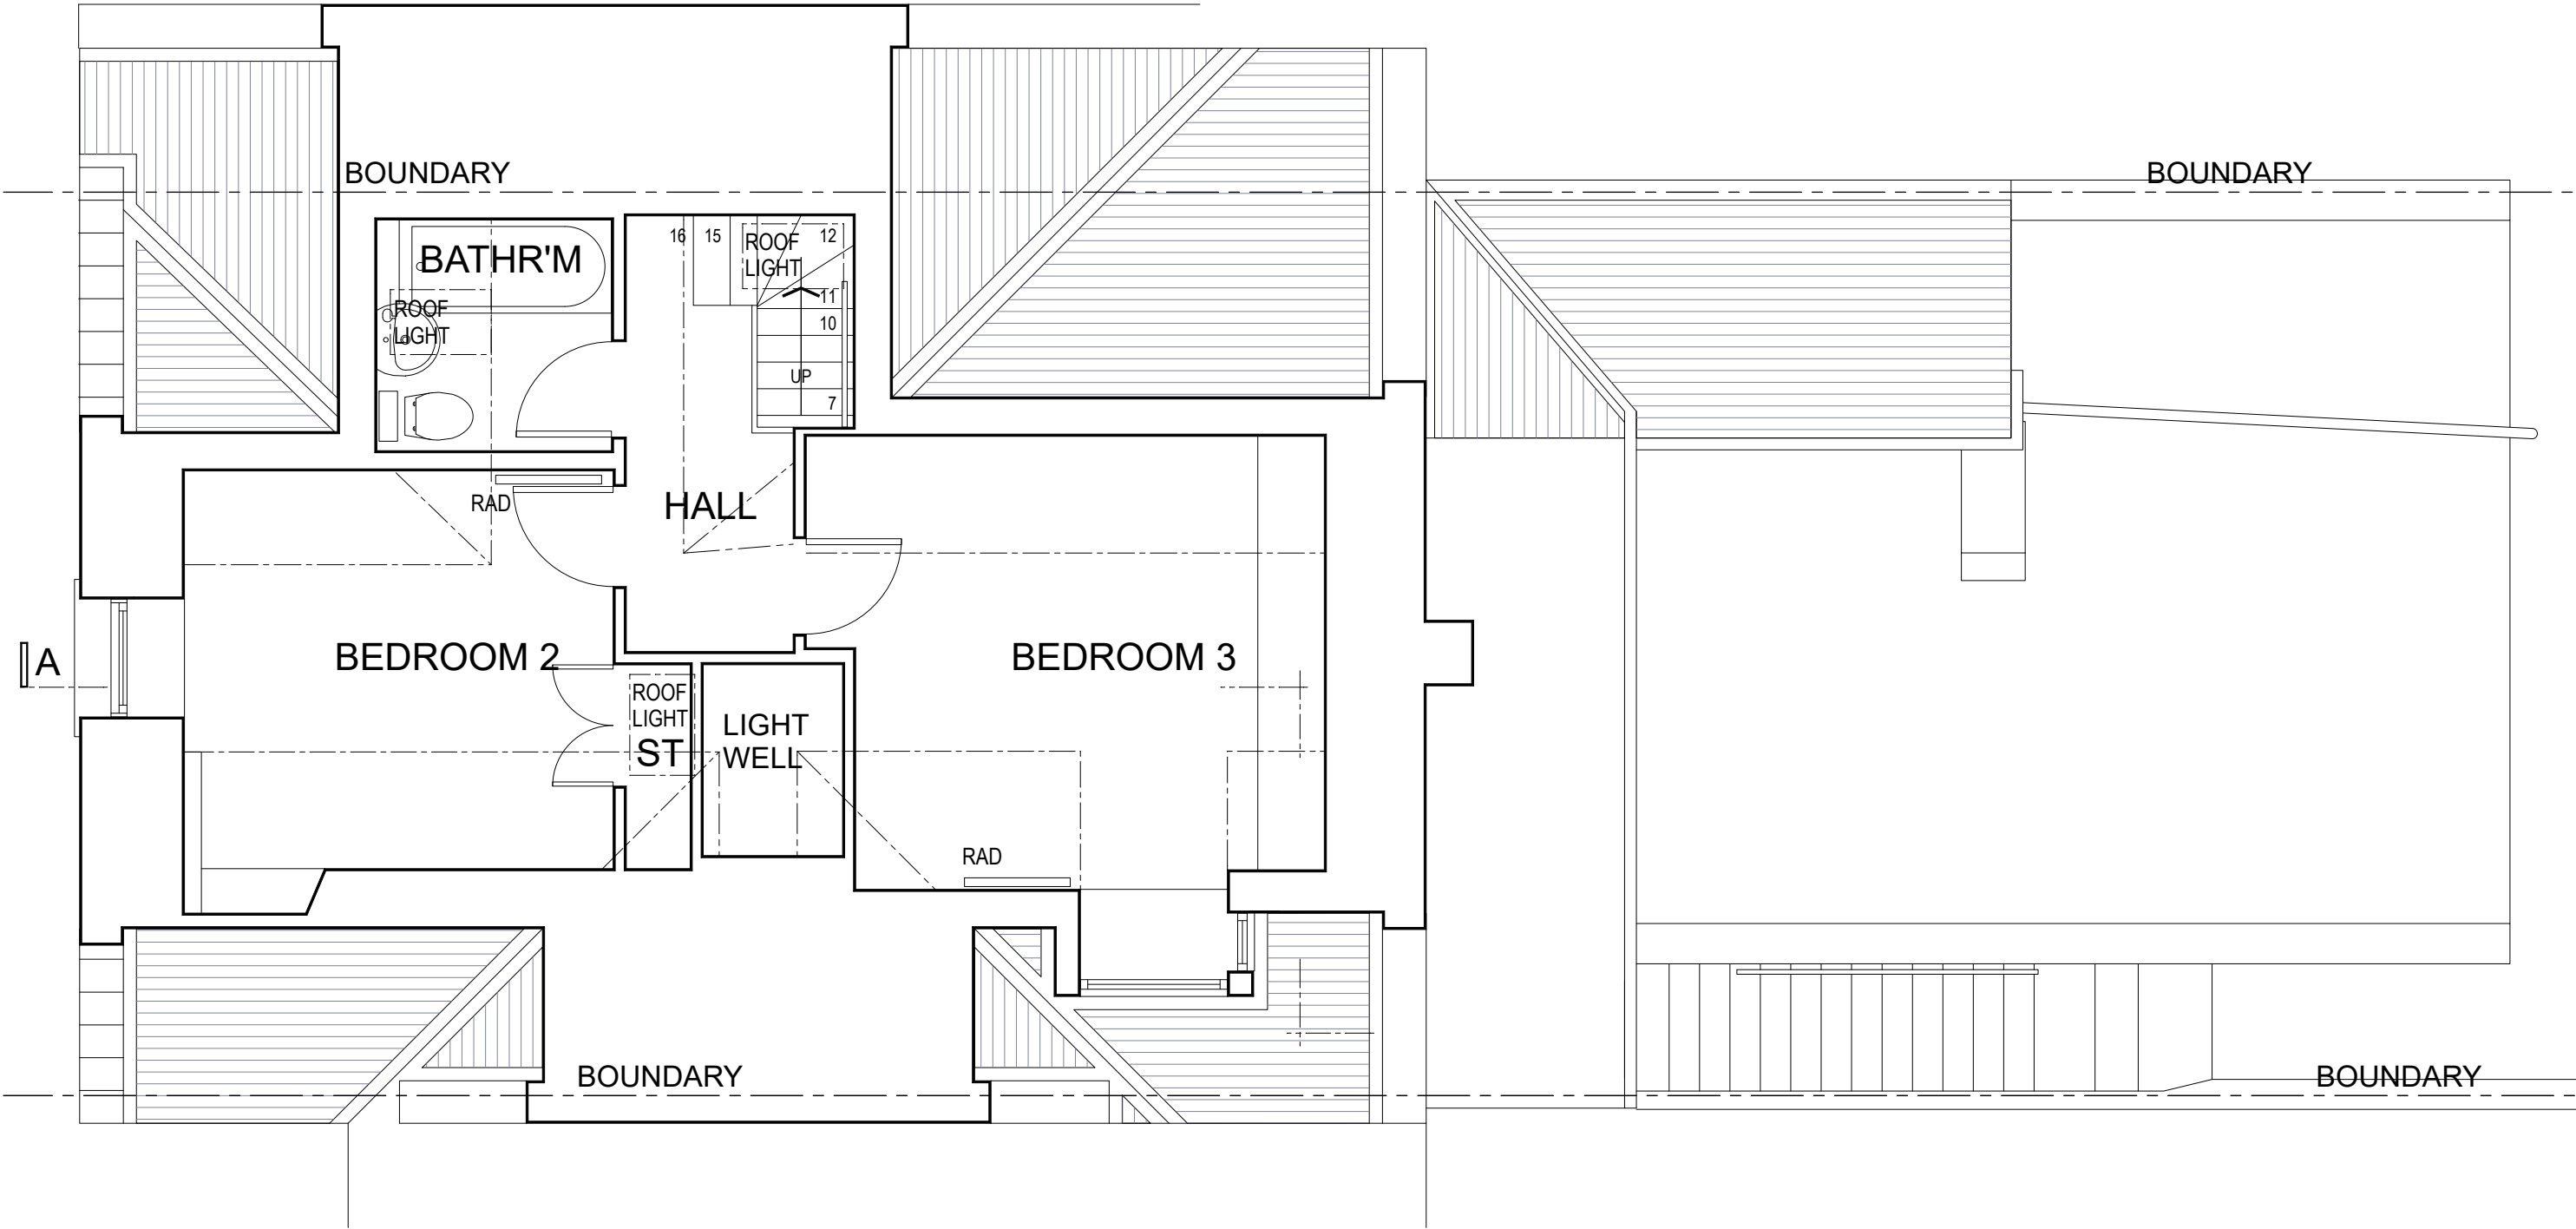 BOUNDARY
BOUNDARY
16
15
ROOF
LIGHT
12
BATHR'M
ROOF
LIGHT
11
10
UP
7
RAD
HALL
BEDROOM 2
BEDROOM 3
A
ROOF
LIGHT
ST
LIGHT
WELL
RAD
BOUNDARY
BOUNDARY